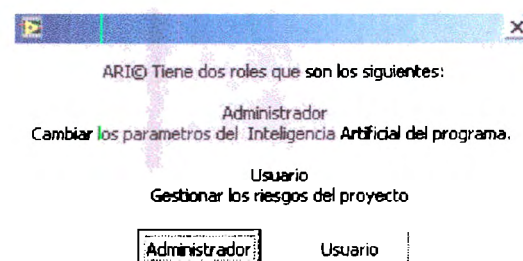 ARI© Tiene dos roles que son los siguientes:
Administrador
Cambiar los parametros del Inteligencia Artificial del programa.
Usuario
Gestionar los riesgos del proyecto
Administrador Usuario